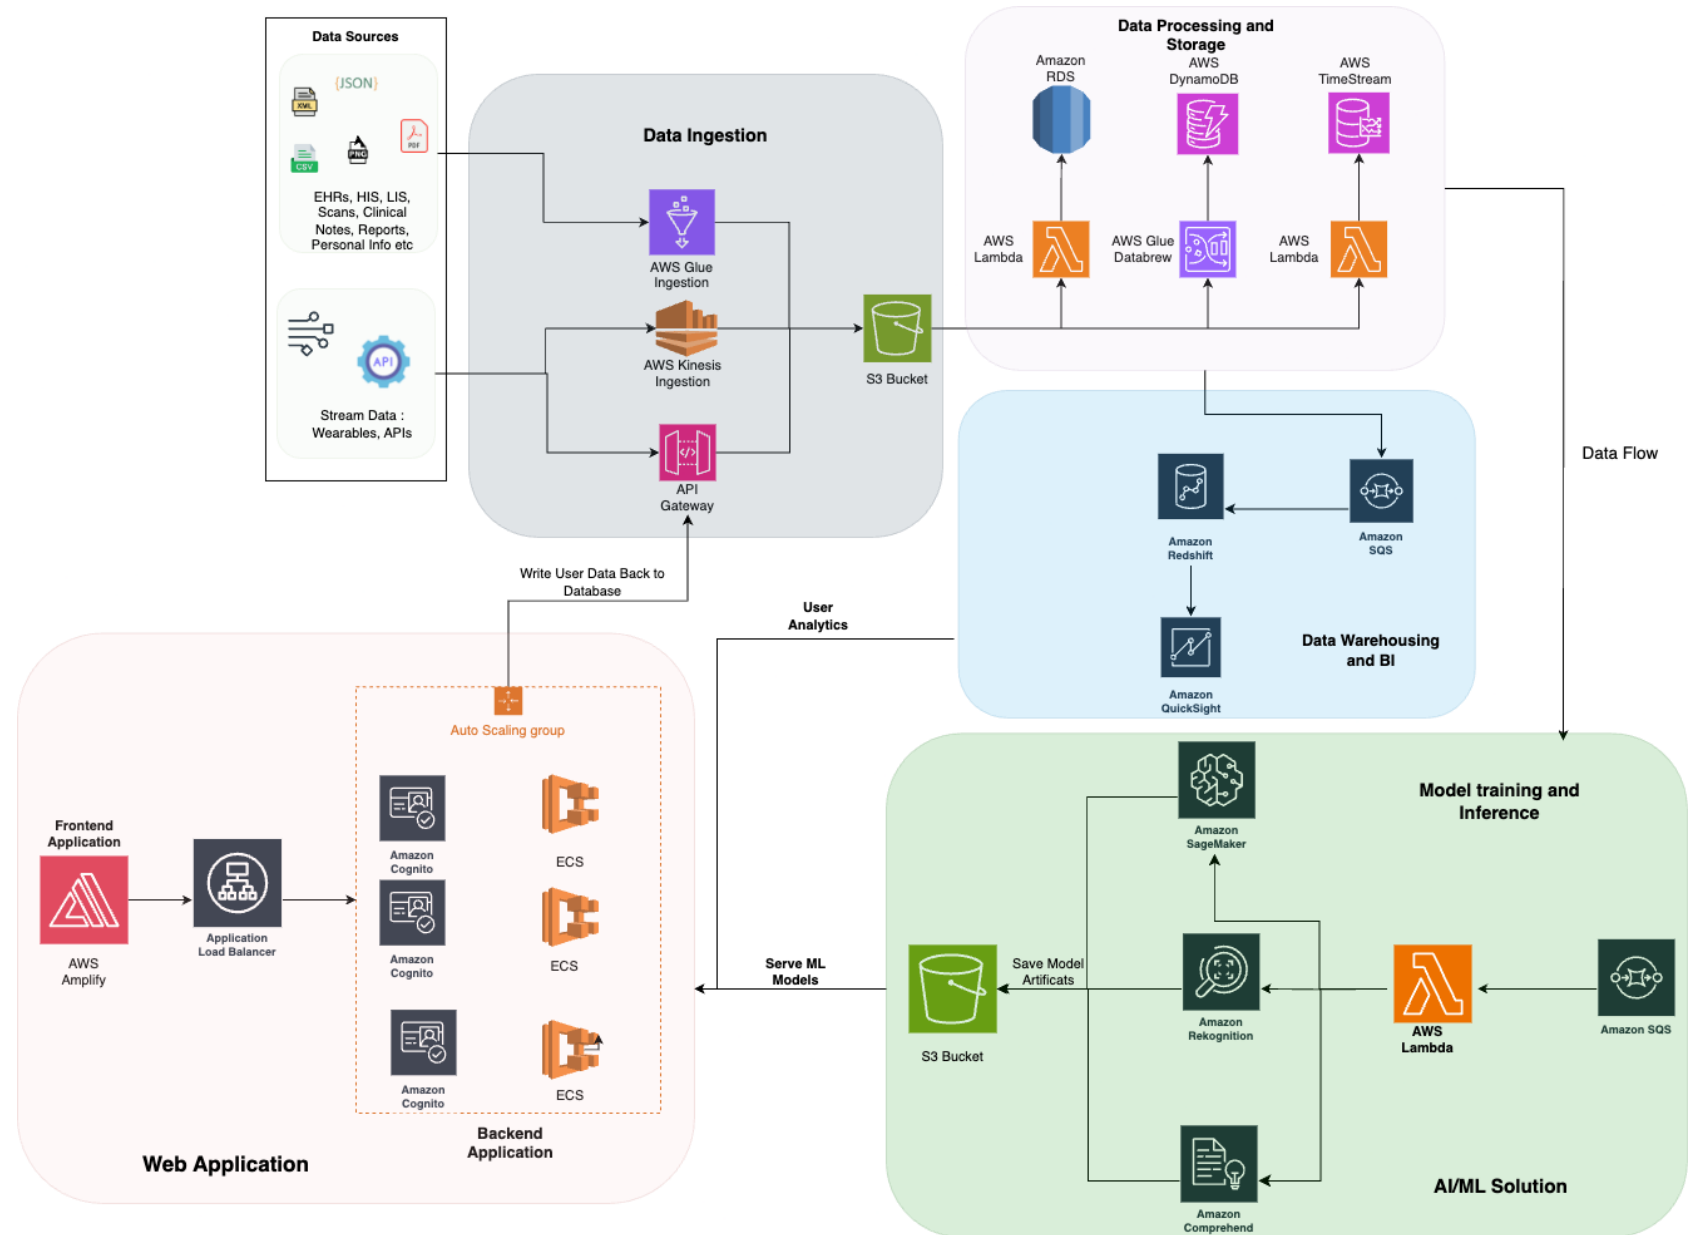 Data Sources
{JSON}
XML
PDF
PNG
CSV
EHRs, HIS, LIS,
Scans, Clinical
Notes, Reports,
Personal Info etc
API
Stream Data :
Wearables, APIs
Data Ingestion
AWS Glue
Ingestion
AWS Kinesis
Ingestion
</>
API
Gateway
S3 Bucket
Data Processing and
Storage
Amazon
RDS
AWS
DynamoDB
AWS
TimeStream
AWS
Lambda
AWS Glue
Databrew
AWS
Lambda
Data Flow
Amazon
Redshift
Amazon
SQS
Amazon
QuickSight
Data Warehousing
and BI
Write User Data Back to
Database
User
Analytics
Auto Scaling group
Frontend
Application
AWS
Amplify
Application
Load Balancer
Amazon
Cognito
ECS
Amazon
Cognito
ECS
Amazon
Cognito
ECS
Backend
Application
Web Application
Serve ML
Models
Model training and
Inference
Amazon
SageMaker
Save Model
Artificats
S3 Bucket
Amazon
Rekognition
AWS
Lambda
Amazon SQS
Amazon
Comprehend
AI/ML Solution